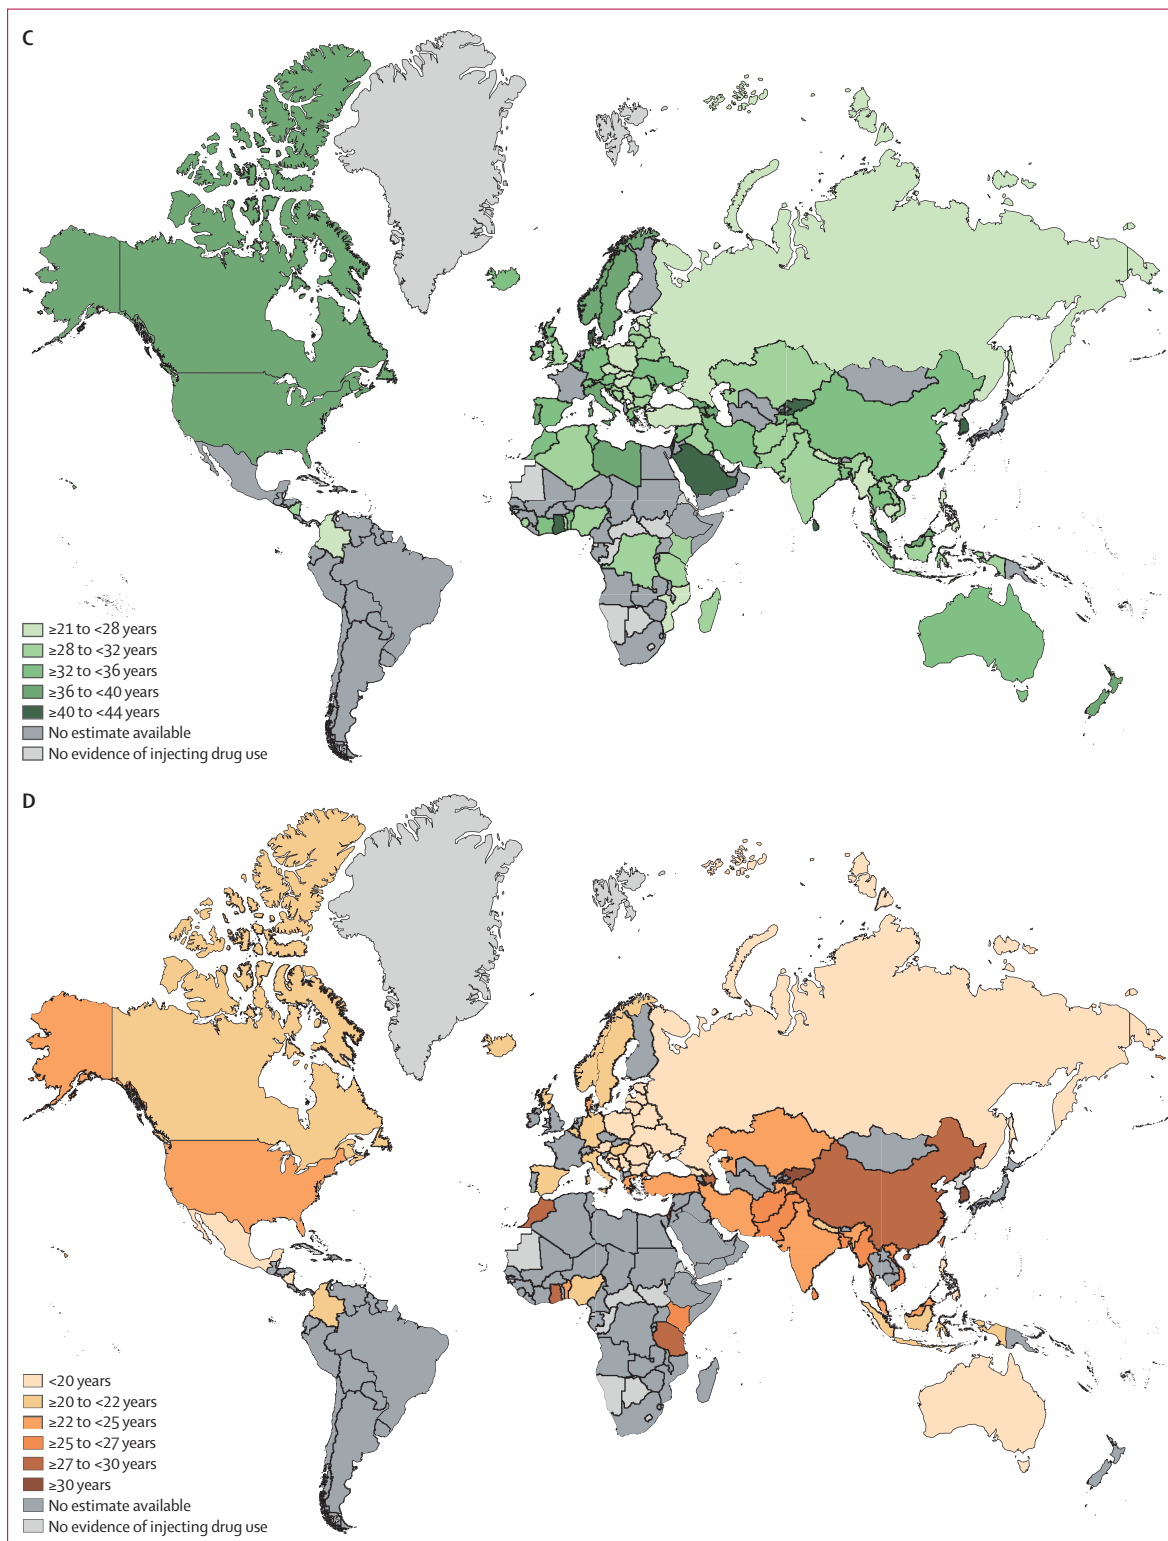 C
≥21 to <28 years
≥28 to <32 years
≥32 to <36 years
≥36 to <40 years
≥40 to <44 years
No estimate available
No evidence of injecting drug use
D
<20 years
≥20 to <22 years
≥22 to <25 years
≥25 to <27 years
≥27 to <30 years
≥30 years
No estimate available
No evidence of injecting drug use